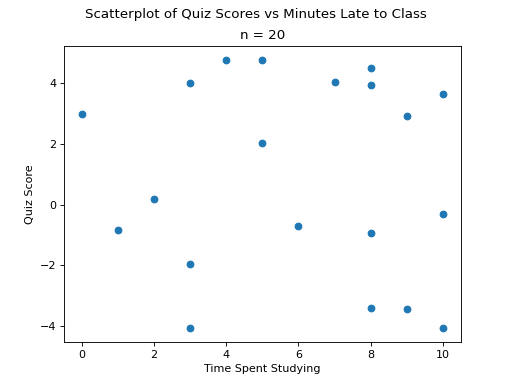 Scatterplot of Quiz Scores vs Minutes Late to Class
n = 20
4
2
0
−2
−4
Quiz Score
0 2 4 6 8 10
Time Spent Studying